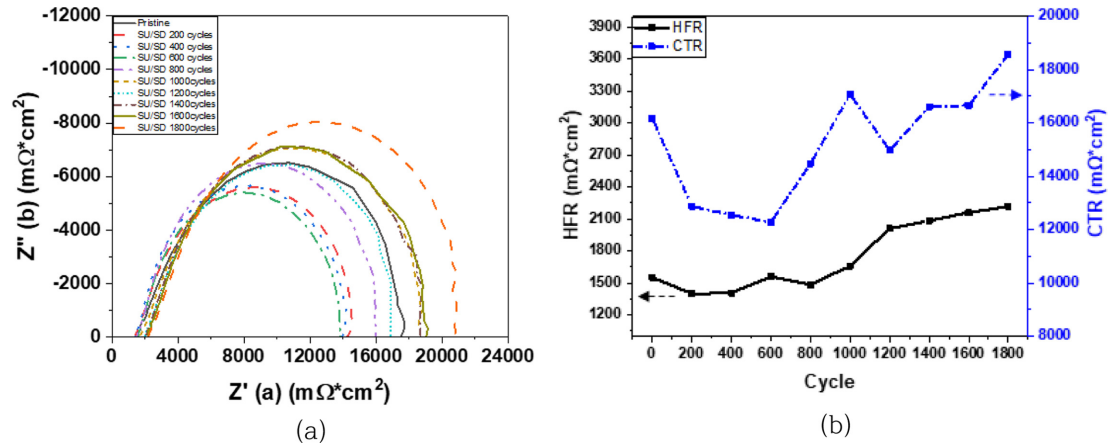 -12000
-10000
-8000
-6000
-4000
-2000
0
Z'' (b) (mΩ*cm²)
Pristine
SU/SD 200 cycles
SU/SD 400 cycles
SU/SD 600 cycles
SU/SD 800 cycles
SU/SD 1000cycles
SU/SD 1200cycles
SU/SD 1400cycles
SU/SD 1600cycles
SU/SD 1800cycles
0 4000 8000 12000 16000 20000 24000
Z' (a) (mΩ*cm²)
(a)
3900
3600
3300
3000
2700
2400
2100
1800
1500
1200
HFR (mΩ*cm²)
HFR
CTR
20000
18000
16000
14000
12000
10000
8000
CTR (mΩ*cm²)
0 200 400 600 800 1000 1200 1400 1600 1800
Cycle
(b)